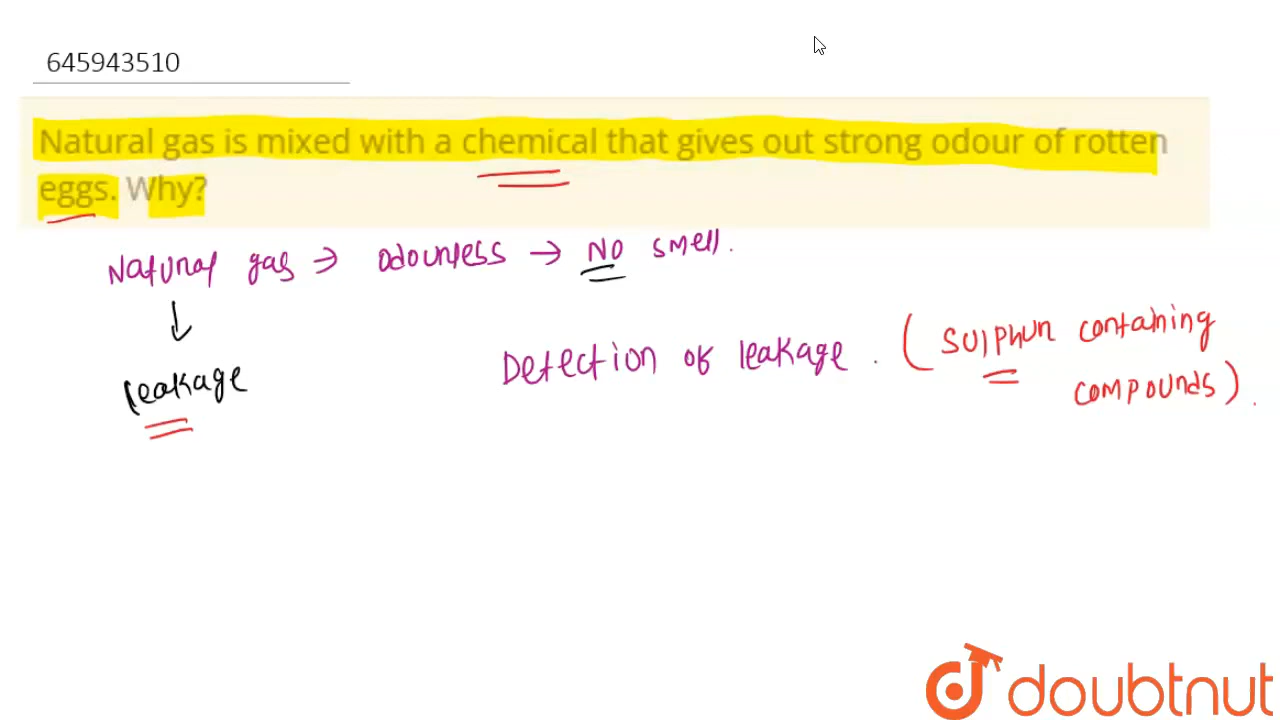 645943510
Natural gas is mixed with a chemical that gives out strong odour of rotten
eggs. Why?
Natural gas ⇒ odourless → No smell.
↓
leakage
Detection of leakage. (sulphur containing
compounds).
doubtnut